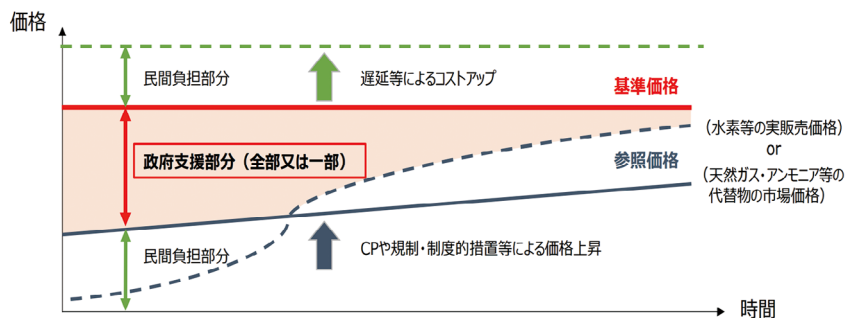 価格
民間負担部分
遅延等によるコストアップ
基準価格
政府支援部分（全部又は一部）
参照価格
（水素等の実販売価格）
or
（天然ガス・アンモニア等の
代替物の市場価格）
民間負担部分
CPや規制・制度的措置等による価格上昇
時間